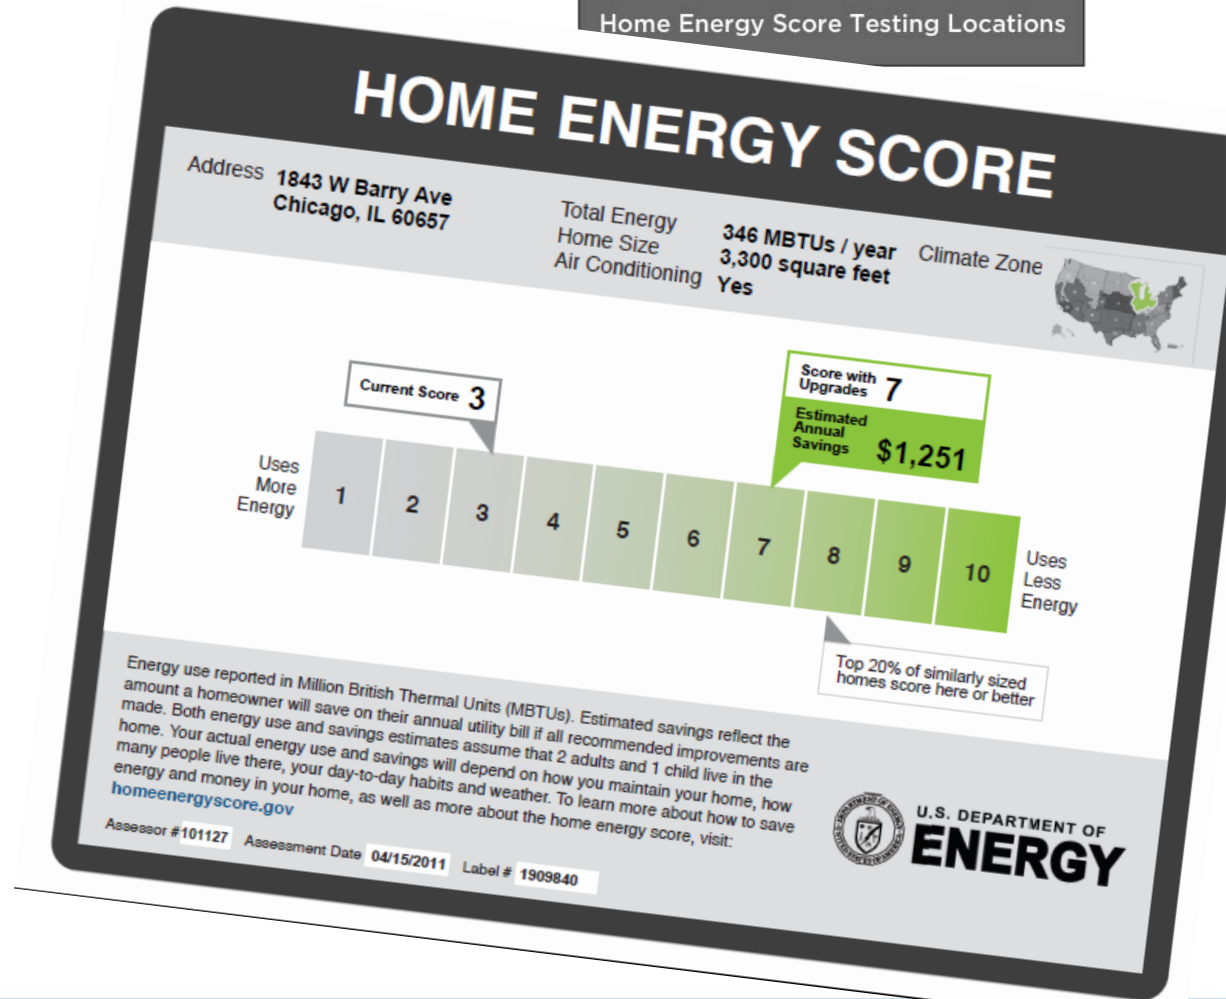 Home Energy Score Testing Locations
HOME ENERGY SCORE
Address 1843 W Barry Ave
Chicago, IL 60657
Total Energy 346 MBTUs / year
Home Size 3,300 square feet
Air Conditioning Yes
Climate Zone
Current Score 3
Score with
Upgrades 7
Estimated
Annual
Savings $1,251
Uses
More
Energy
1 2 3 4 5 6 7 8 9 10
Uses
Less
Energy
Top 20% of similarly sized
homes score here or better
Energy use reported in Million British Thermal Units (MBTUs). Estimated savings reflect the
amount a homeowner will save on their annual utility bill if all recommended improvements are
made. Both energy use and savings estimates assume that 2 adults and 1 child live in the
home. Your actual energy use and savings will depend on how you maintain your home, how
many people live there, your day-to-day habits and weather. To learn more about how to save
energy and money in your home, as well as more about the home energy score, visit:
homeenergyscore.gov
Assessor # 101127 Assessment Date 04/15/2011 Label # 1909840
U.S. DEPARTMENT OF
ENERGY